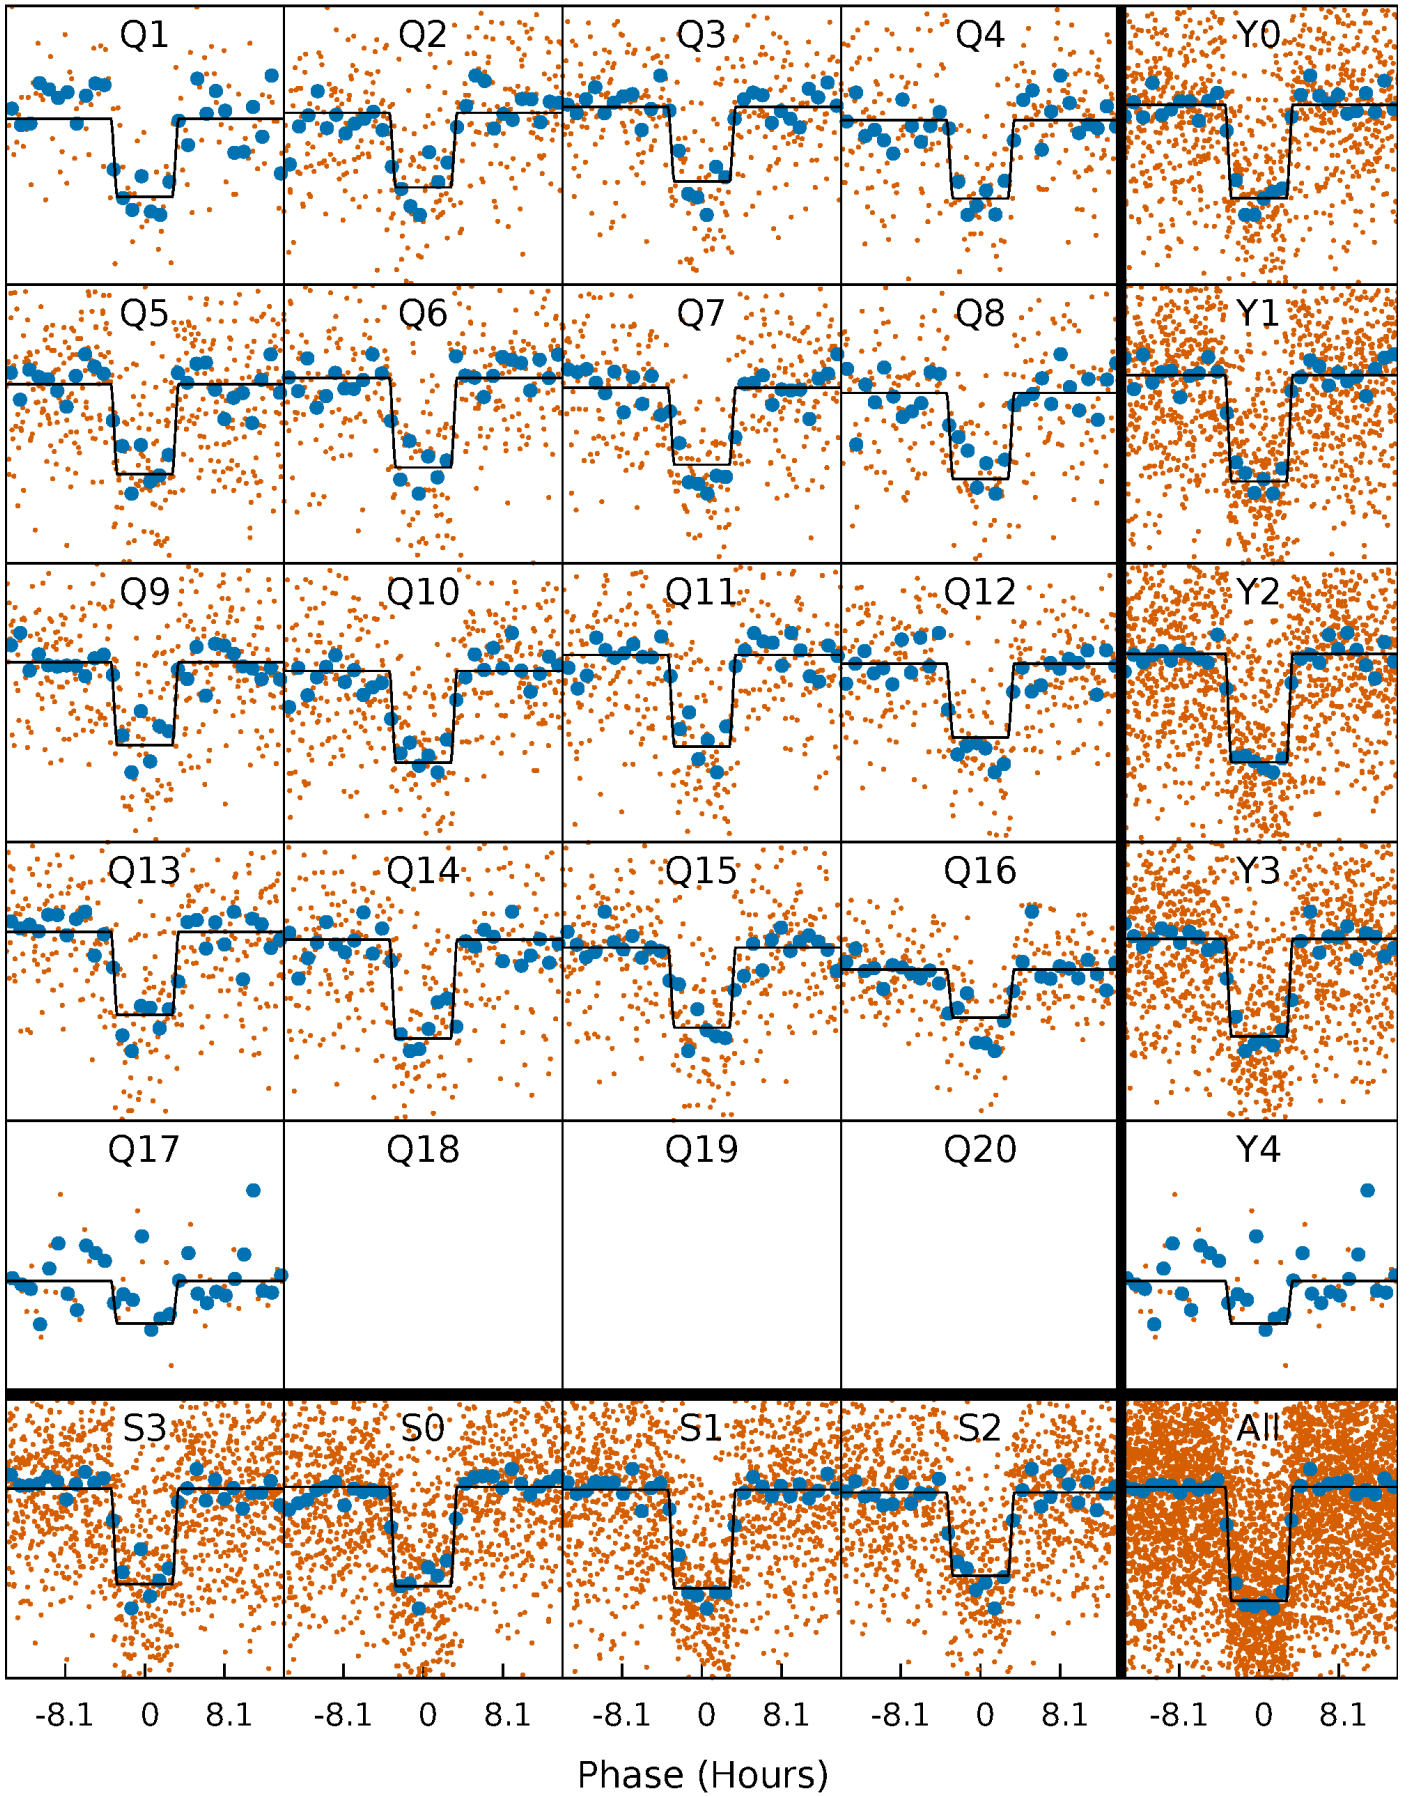 Q1 Q2 Q3 Q4 Y0
Q5 Q6 Q7 Q8 Y1
Q9 Q10 Q11 Q12 Y2
Q13 Q14 Q15 Q16 Y3
Q17 Q18 Q19 Q20 Y4
S3 S0 S1 S2 All
-8.1 0 8.1 -8.1 0 8.1 -8.1 0 8.1 -8.1 0 8.1 -8.1 0 8.1
Phase (Hours)